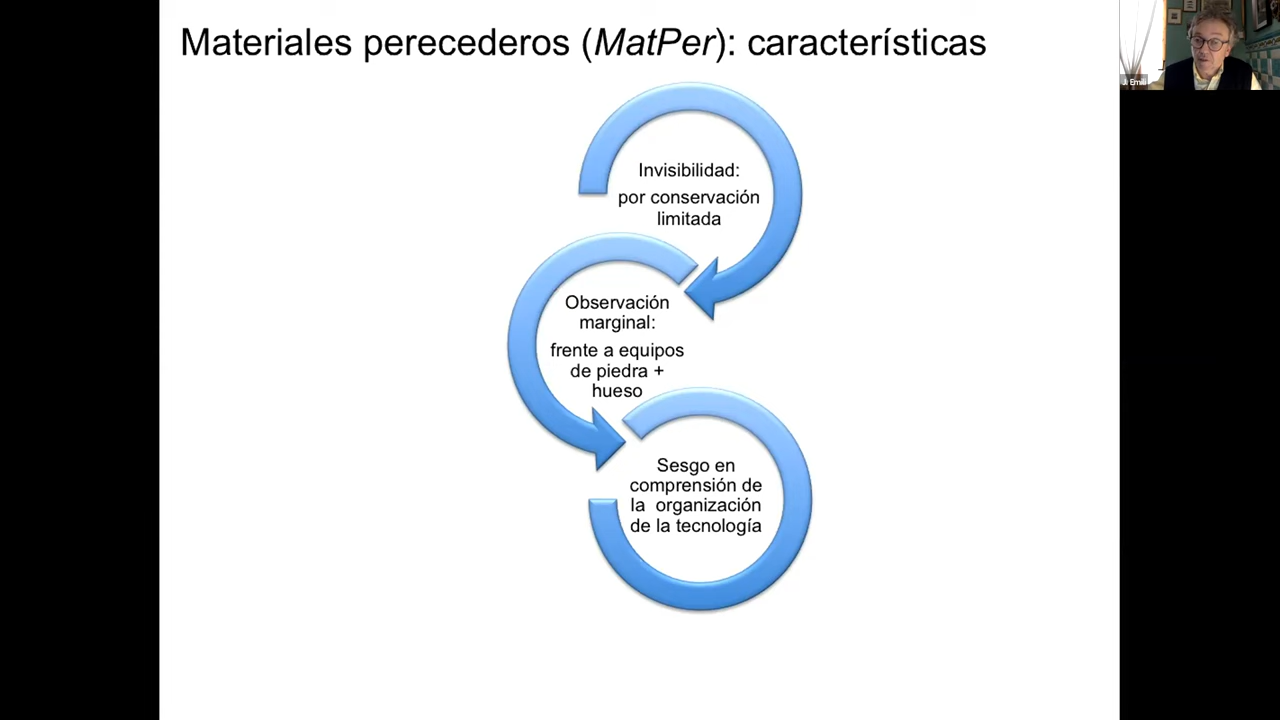 Materiales perecederos (MatPer): características
Invisibilidad:
por conservación
limitada
Observación
marginal:
frente a equipos
de piedra +
hueso
Sesgo en
comprensión de
la organización
de la tecnología